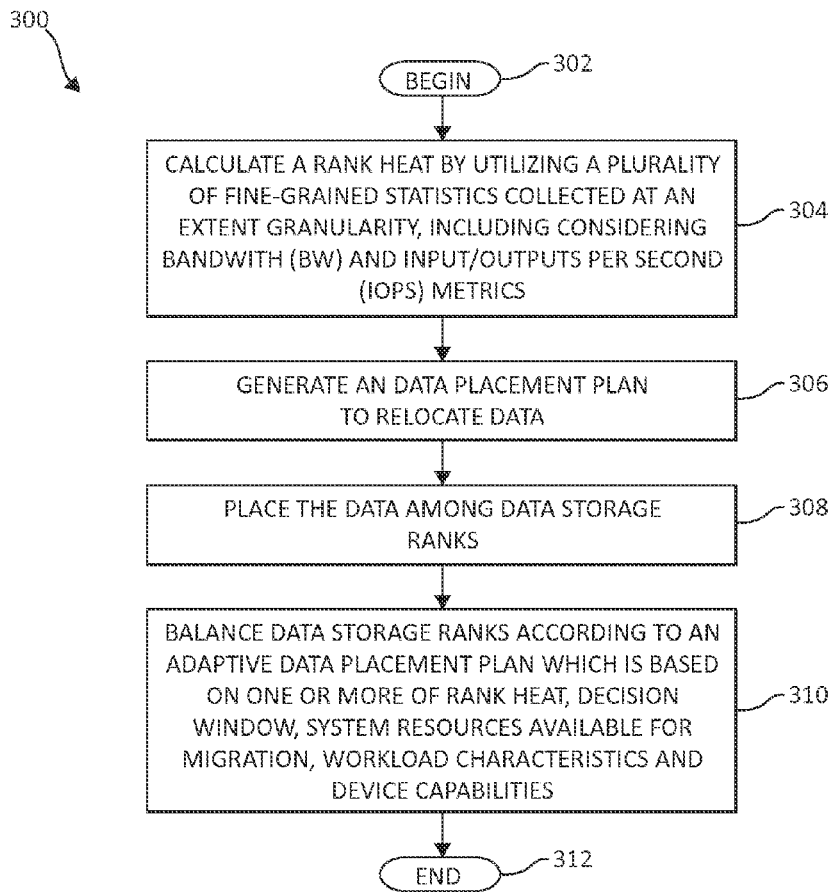 300
BEGIN
302
CALCULATE A RANK HEAT BY UTILIZING A PLURALITY
OF FINE-GRAINED STATISTICS COLLECTED AT AN
EXTENT GRANULARITY, INCLUDING CONSIDERING
BANDWITH (BW) AND INPUT/OUTPUTS PER SECOND
(IOPS) METRICS
304
GENERATE AN DATA PLACEMENT PLAN
TO RELOCATE DATA
306
PLACE THE DATA AMONG DATA STORAGE
RANKS
308
BALANCE DATA STORAGE RANKS ACCORDING TO AN
ADAPTIVE DATA PLACEMENT PLAN WHICH IS BASED
ON ONE OR MORE OF RANK HEAT, DECISION
WINDOW, SYSTEM RESOURCES AVAILABLE FOR
MIGRATION, WORKLOAD CHARACTERISTICS AND
DEVICE CAPABILITIES
310
END
312